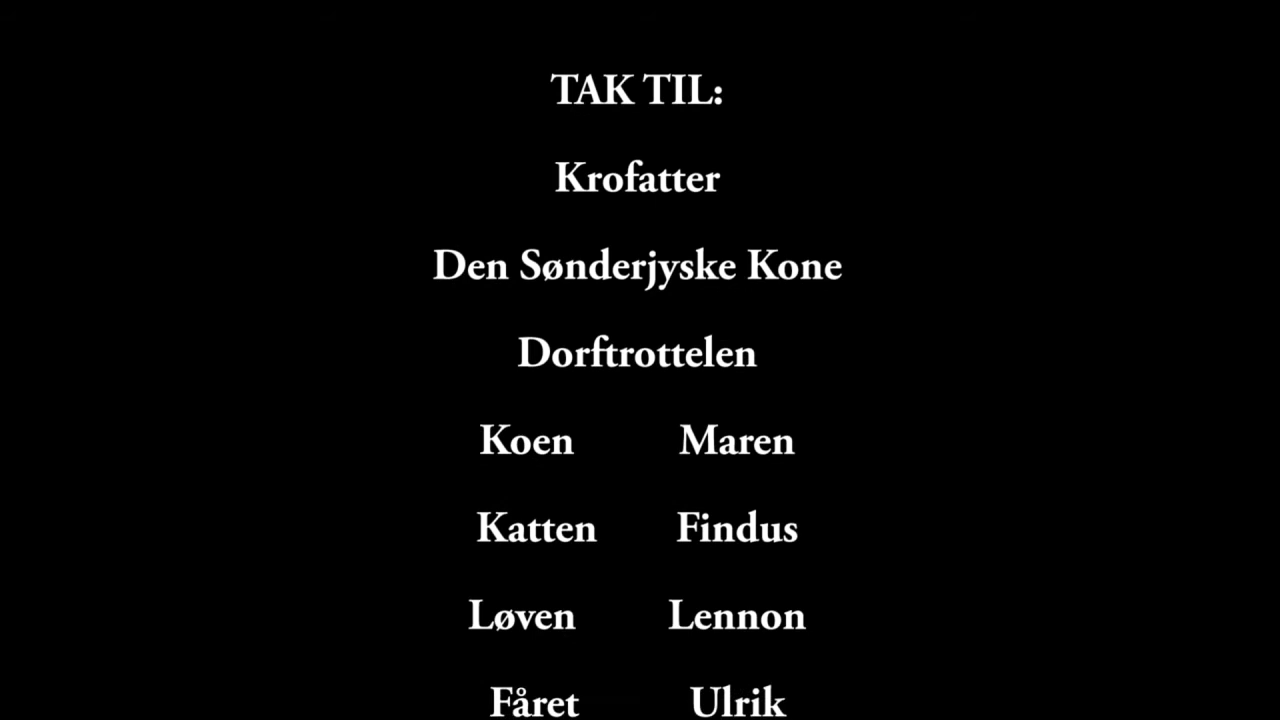 TAK TIL:
Krofatter
Den Sønderjyske Kone
Dorftrottelen
Koen Maren
Katten Findus
Løven Lennon
Fåret Ulrik